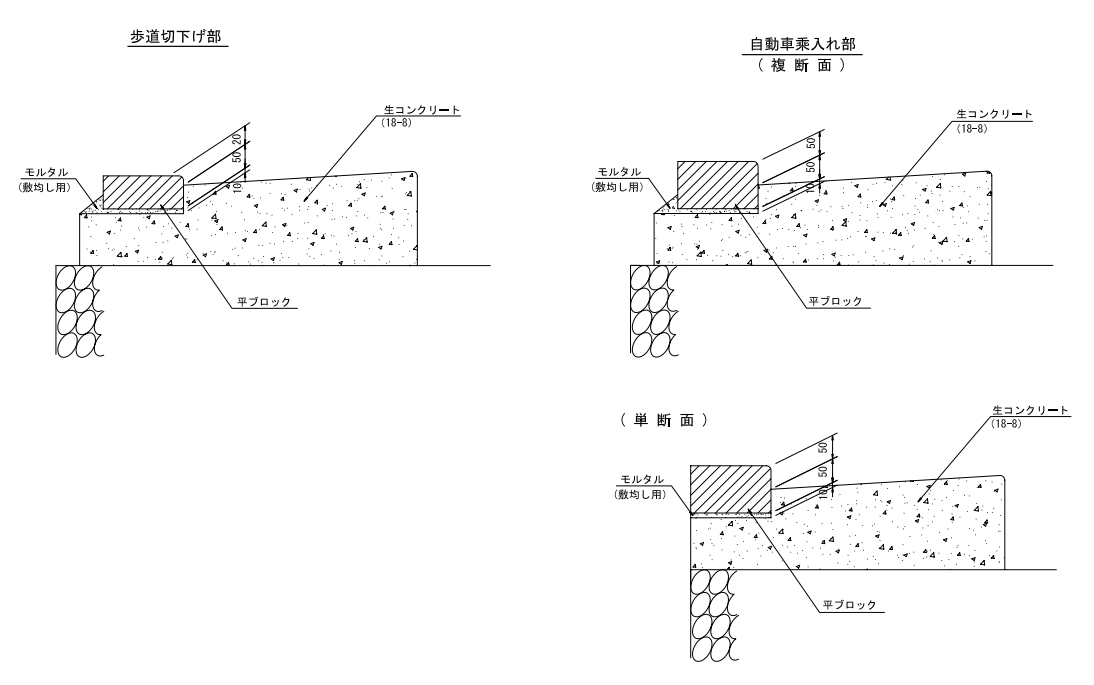 歩道切下げ部
生コンクリート
(18-8)
20
50
10
モルタル
(敷均し用)
平ブロック
自動車乗入れ部
(複断面)
生コンクリート
(18-8)
50
50
10
モルタル
(敷均し用)
平ブロック
(単断面)
生コンクリート
(18-8)
50
50
10
モルタル
(敷均し用)
平ブロック